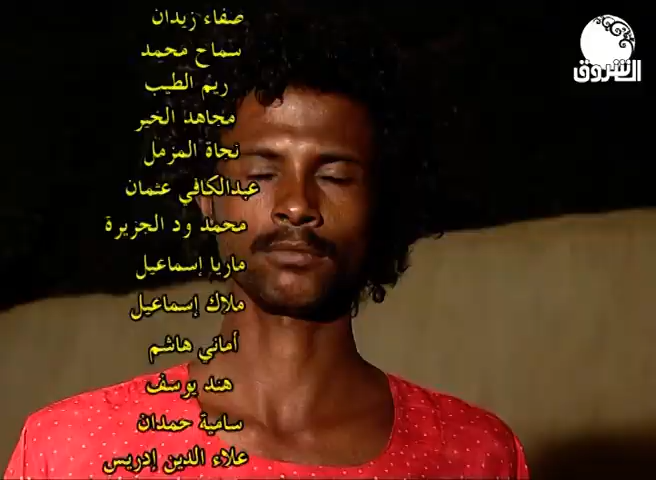 صفاء زيدان
الشروق
سماح محمد
ريم الطيب
مجاهد الخير
نجاة المزمل
عبدالكافي عثمان
محمد ود الجزيرة
ماريا إسماعيل
ملاك إسماعيل
أماني هاشم
هند يوسف
سامية حمدان
علاء الدين إدريس